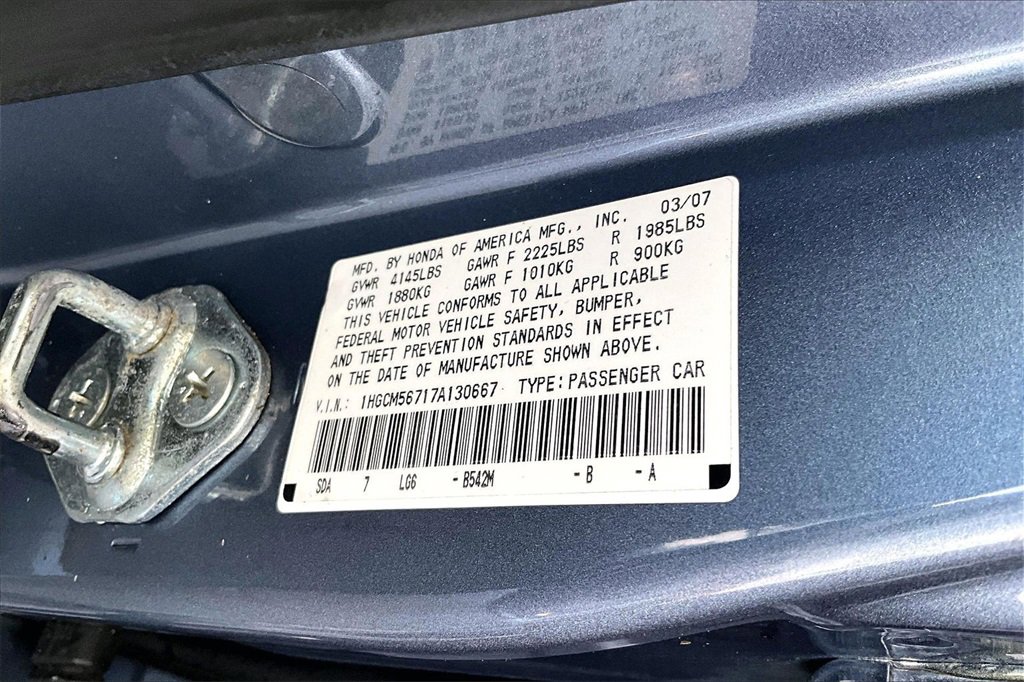 MFD. BY HONDA OF AMERICA MFG., INC. 03/07
GVWR 4145LBS GAWR F 2225LBS R 1985LBS
GVWR 1880KG GAWR F 1010KG R 900KG
THIS VEHICLE CONFORMS TO ALL APPLICABLE
FEDERAL MOTOR VEHICLE SAFETY, BUMPER,
AND THEFT PREVENTION STANDARDS IN EFFECT
ON THE DATE OF MANUFACTURE SHOWN ABOVE.
V.I.N.: 1HGCM56717A130667 TYPE: PASSENGER CAR
SDA 7 LG6 -B542M -B -A